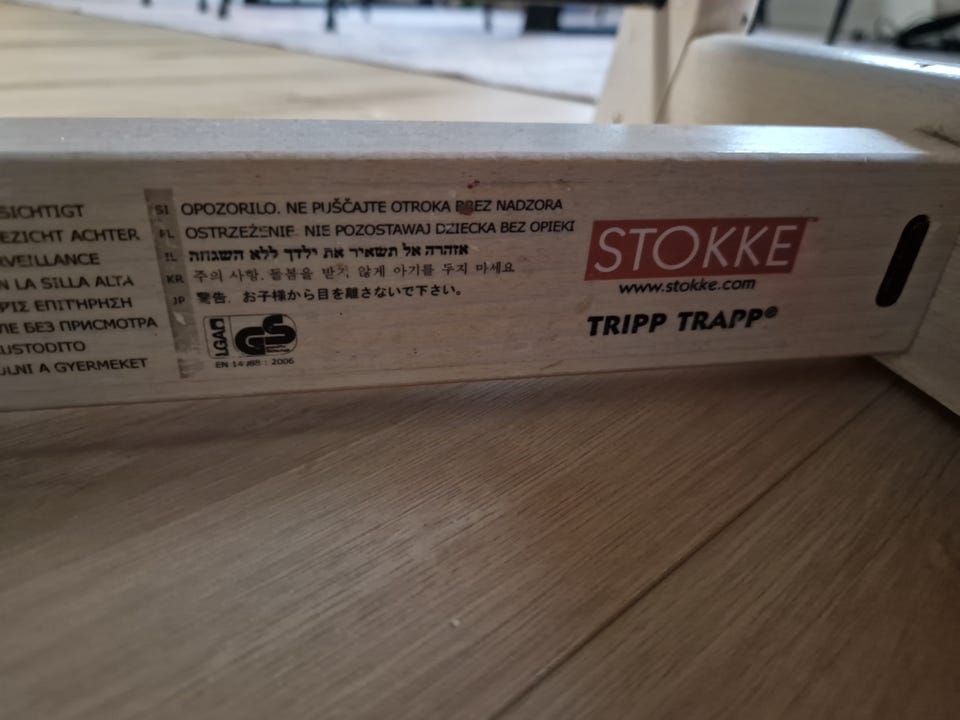 SICHTIGT
EZICHT ACHTER
RVEILLANCE
N LA SILLA ALTA
ΡΙΣ ΕΠΙΤΗΡΗΣΗ
ЛЕ БЕЗ ПРИСМОТРА
USTODITO
LNI A GYERMEKET
SI OPOZORILO. NE PUŠČAJTE OTROKA BREZ NADZORA
PL OSTRZEŻENIE. NIE POZOSTAWAJ DZIECKA BEZ OPIEKI
IL אזהרה אל תשאיר את ילדך ללא השגחה
KR 주의 사항. 돌봄을 받지 않게 아기를 두지 마세요
JP 警告. お子様から目を離さないで下さい。
LGA GS
EN 14988 : 2006
STOKKE™
www.stokke.com
TRIPP TRAPP®